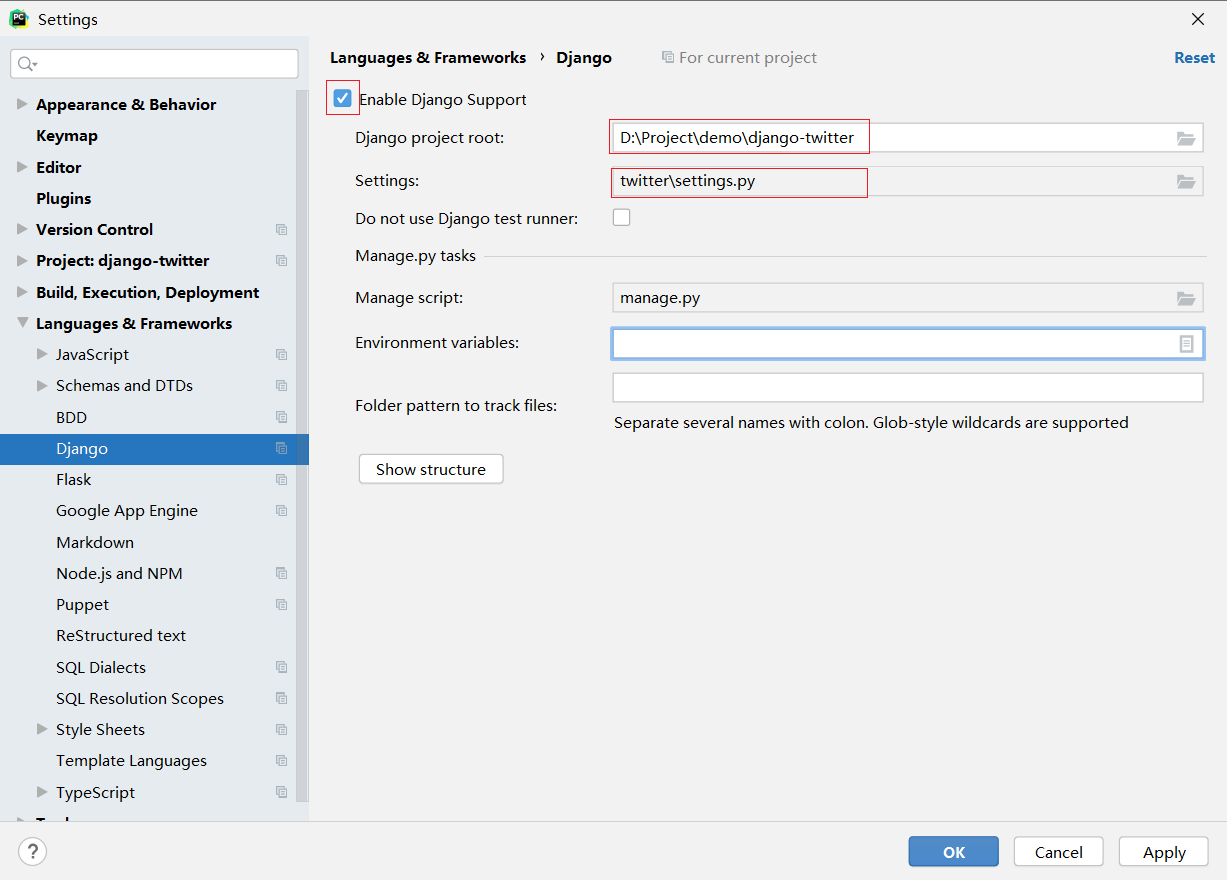 PC
Settings
Languages & Frameworks › Django
For current project
Reset
Appearance & Behavior
Keymap
Editor
Plugins
Version Control
Project: django-twitter
Build, Execution, Deployment
Languages & Frameworks
JavaScript
Schemas and DTDs
BDD
Django
Flask
Google App Engine
Markdown
Node.js and NPM
Puppet
ReStructured text
SQL Dialects
SQL Resolution Scopes
Style Sheets
Template Languages
TypeScript
Enable Django Support
Django project root: D:\Project\demo\django-twitter
Settings: twitter\settings.py
Do not use Django test runner:
Manage.py tasks
Manage script: manage.py
Environment variables:
Folder pattern to track files:
Separate several names with colon. Glob-style wildcards are supported
Show structure
?
OK
Cancel
Apply